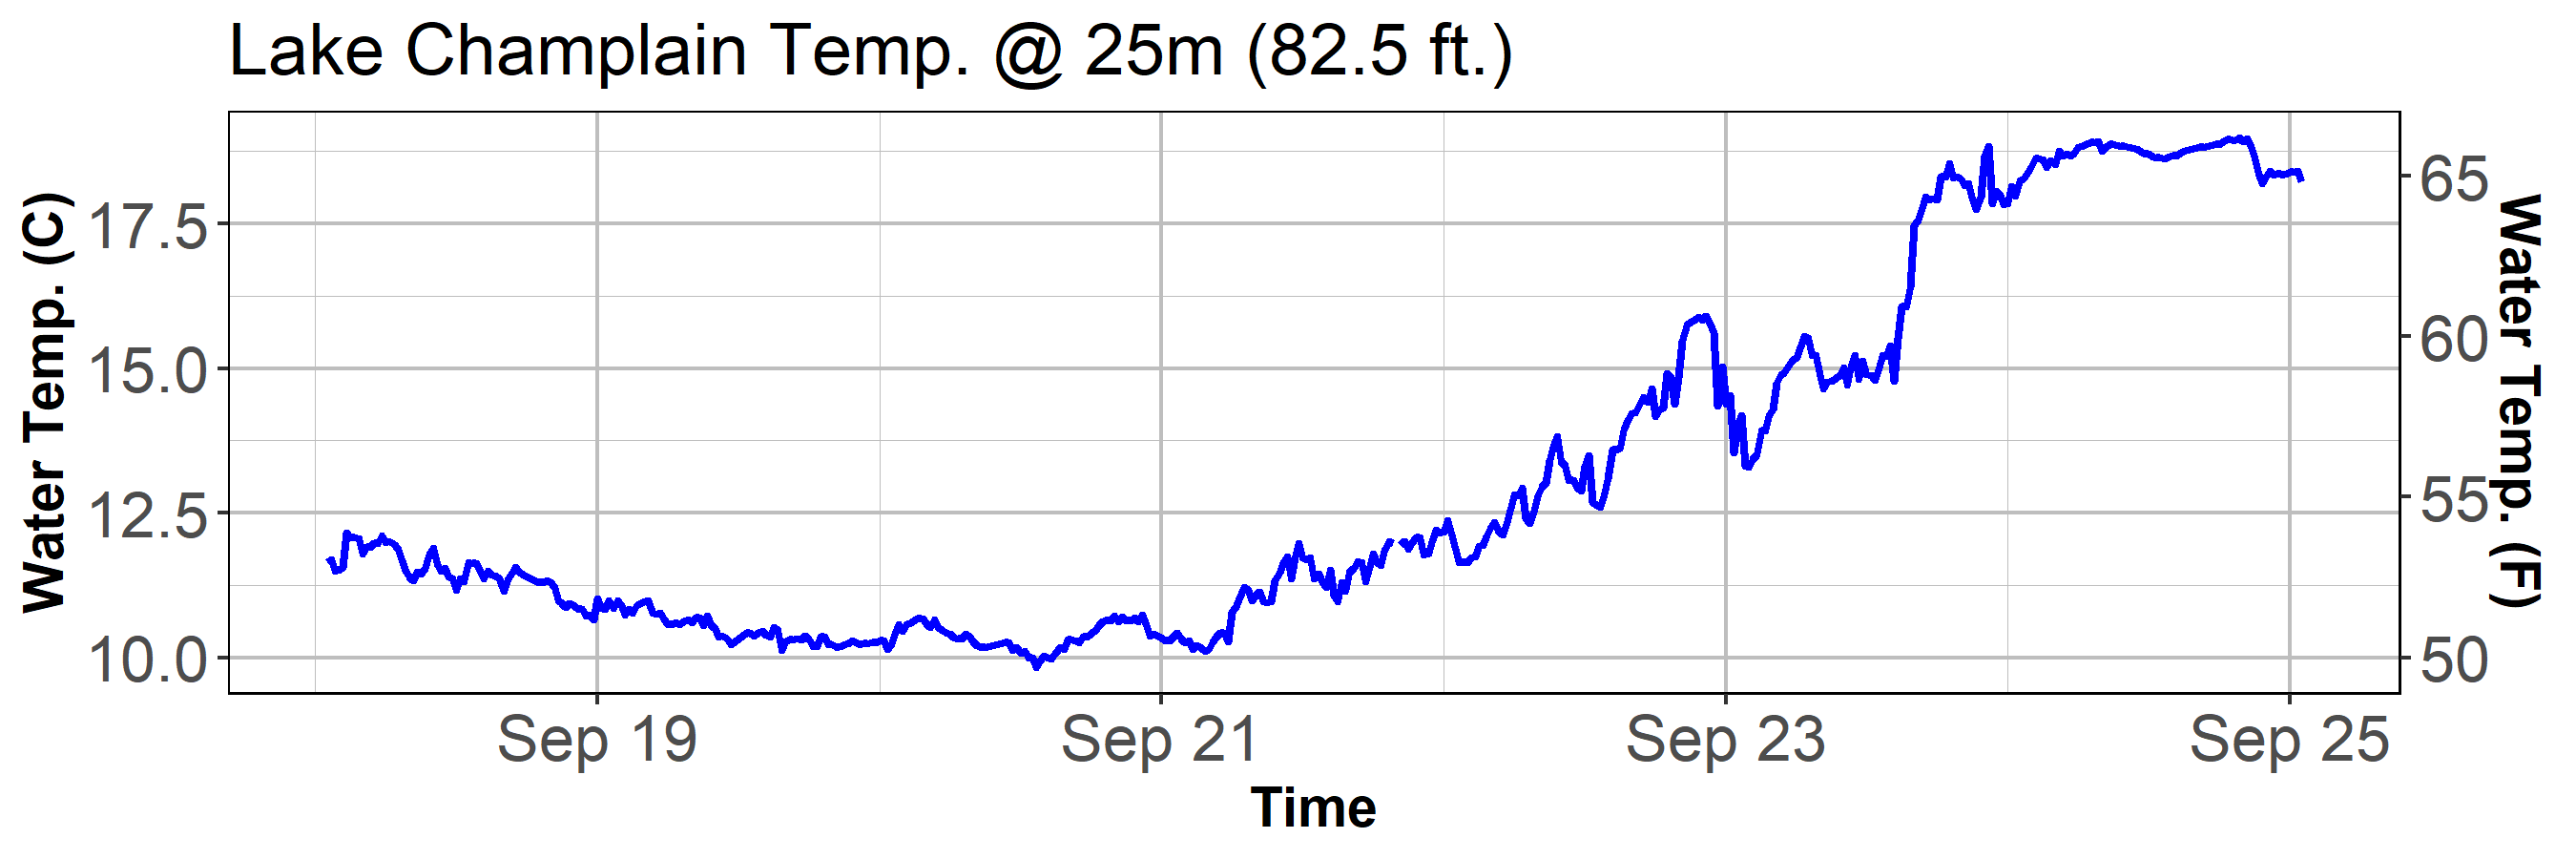 Lake Champlain Temp. @ 25m (82.5 ft.)
Water Temp. (C)
17.5
15.0
12.5
10.0
65
60
55
50
Water Temp. (F)
Sep 19 Sep 21 Sep 23 Sep 25
Time